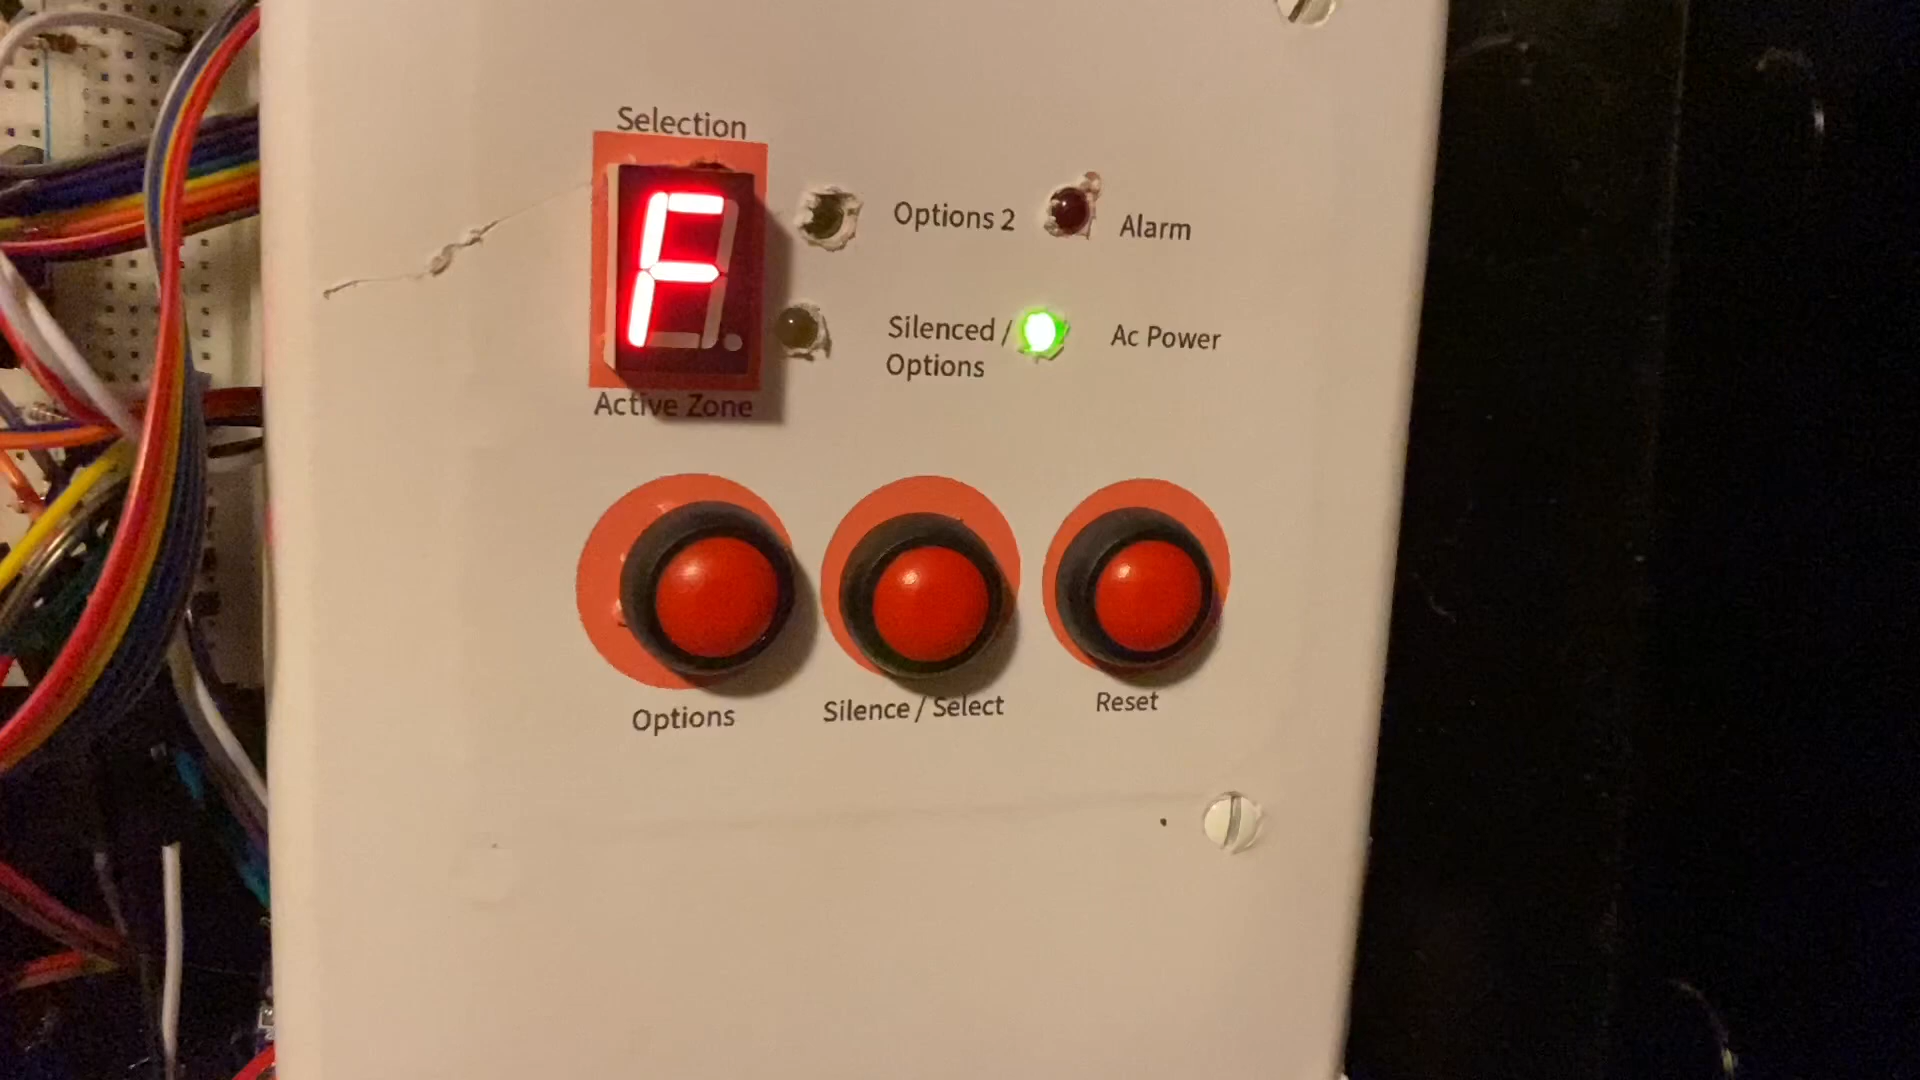 Selection
F
Options 2
Alarm
Silenced /
Options
Ac Power
Active Zone
Options
Silence / Select
Reset